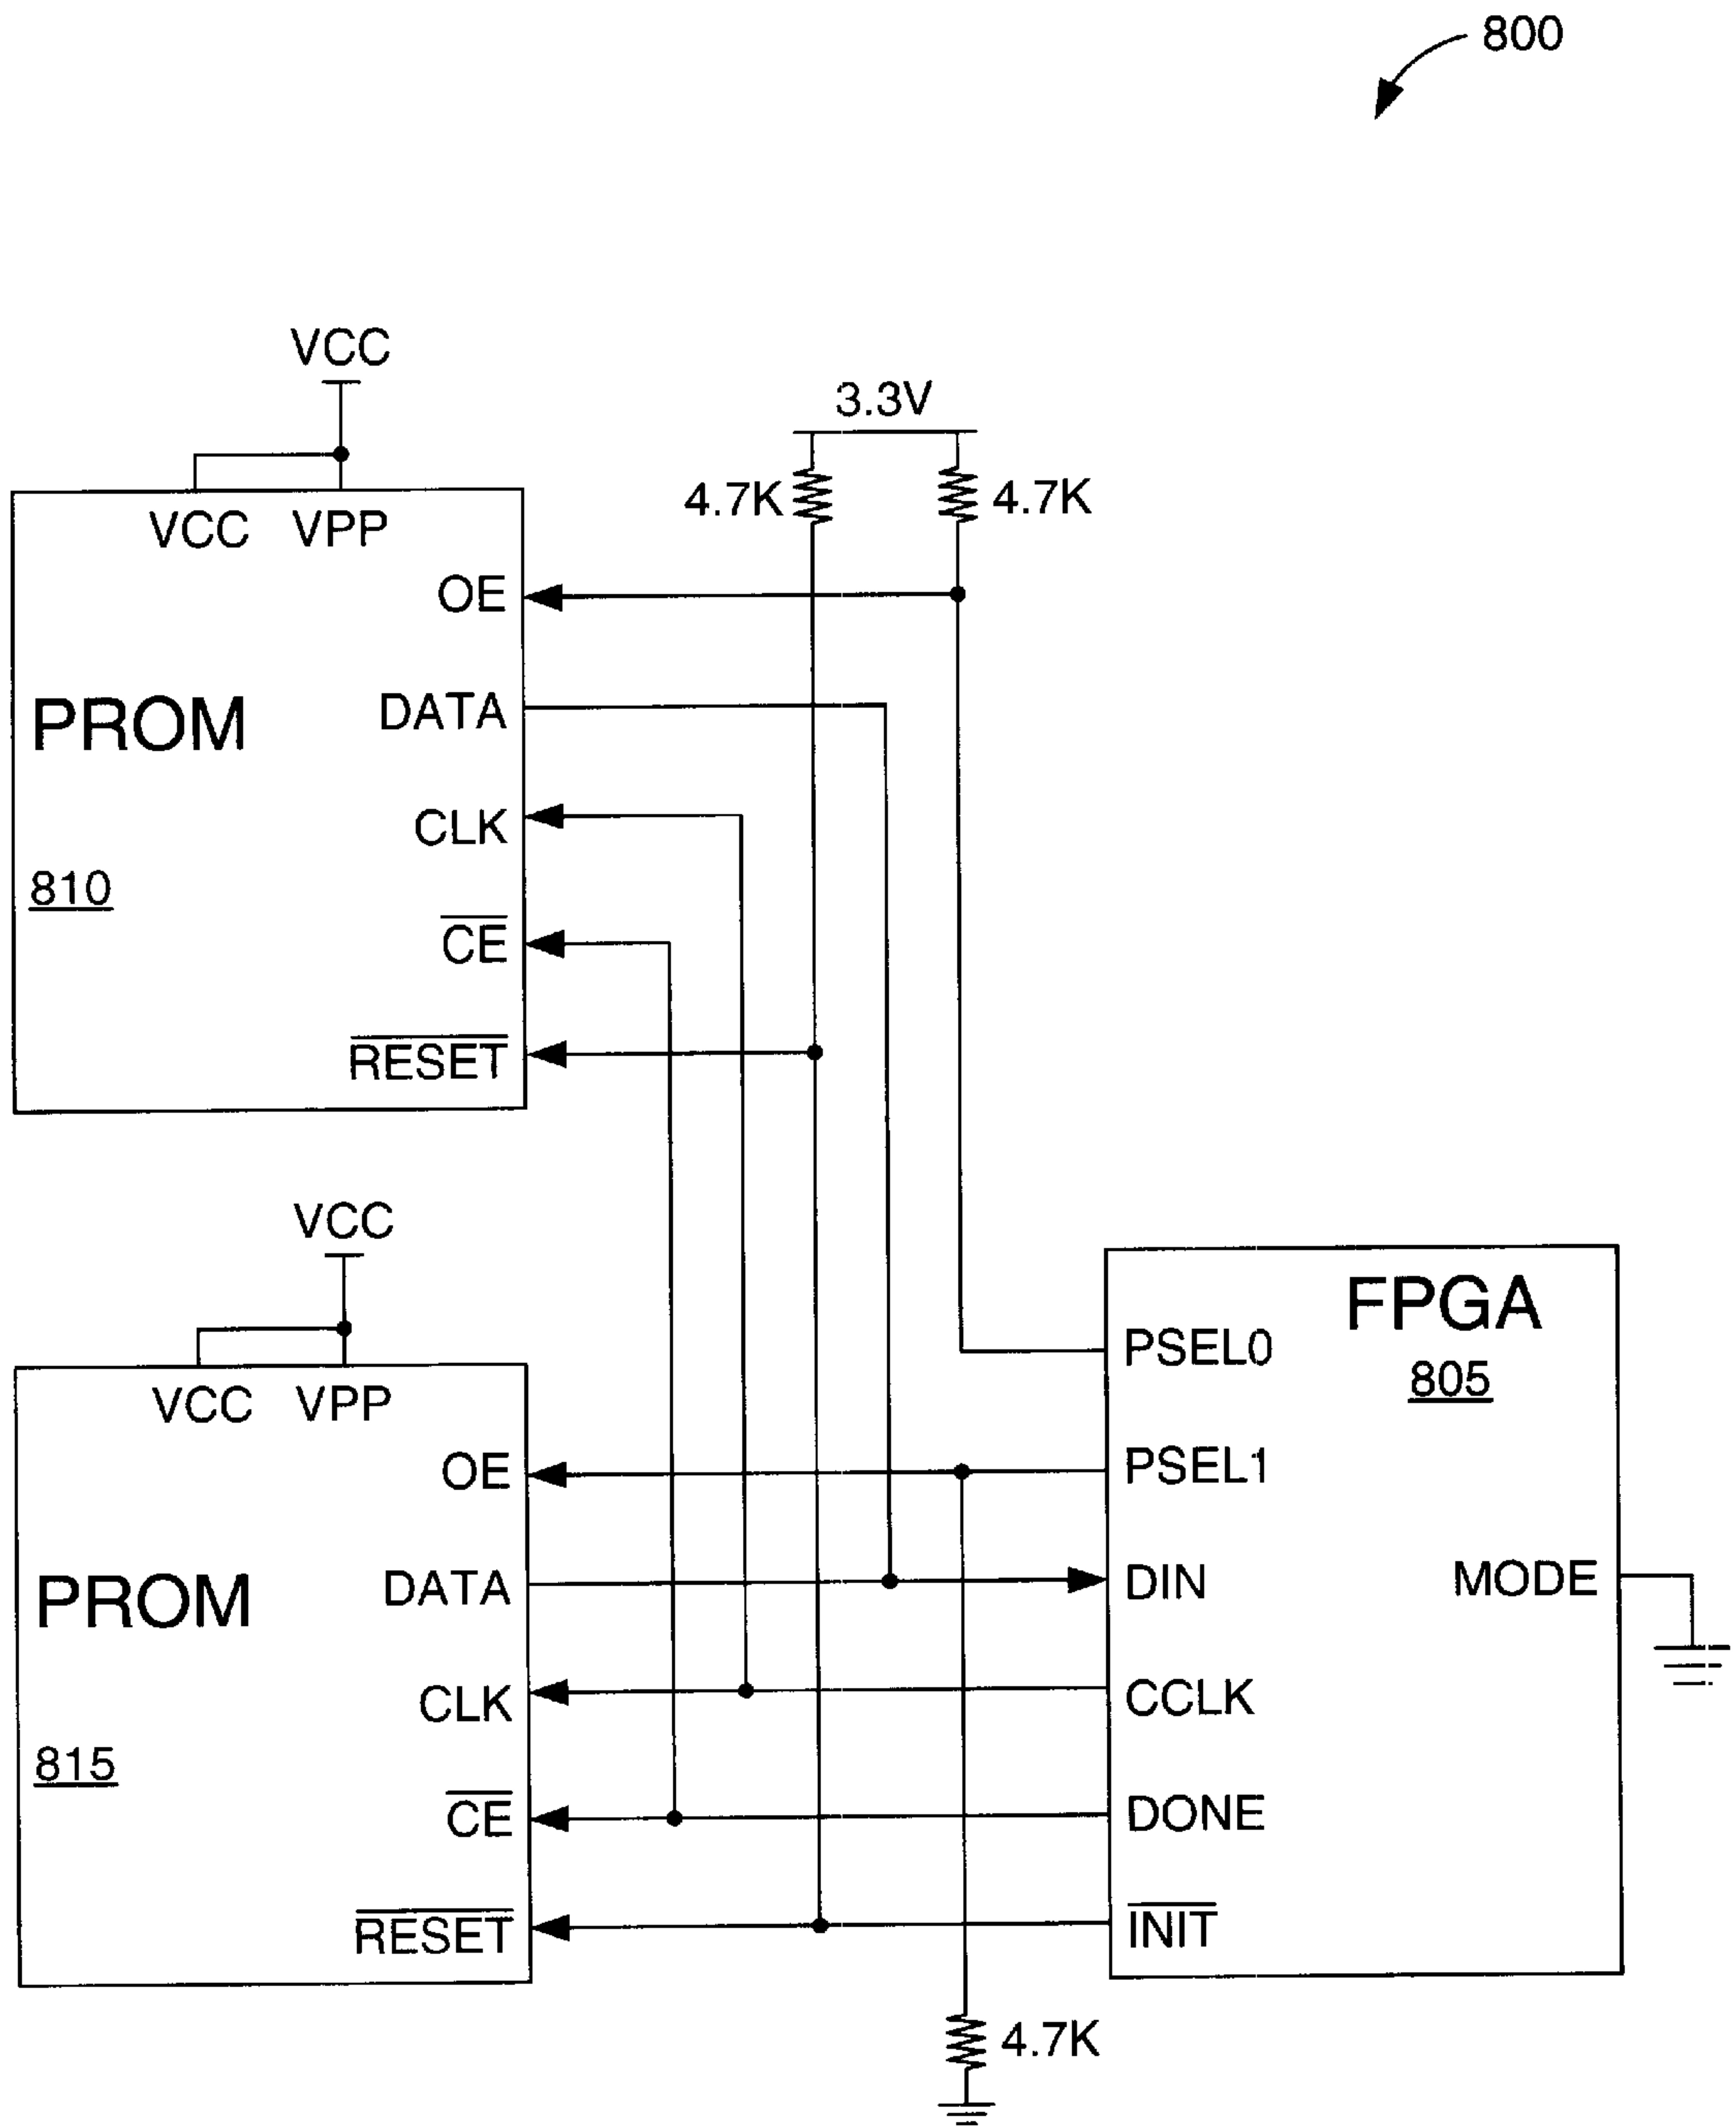 800
VCC
3.3V
4.7K
4.7K
VCC VPP
OE
DATA
PROM
CLK
810
CE
RESET
VCC
VCC VPP
OE
DATA
PROM
CLK
815
CE
RESET
FPGA
805
PSEL0
PSEL1
DIN
MODE
CCLK
DONE
INIT
4.7K